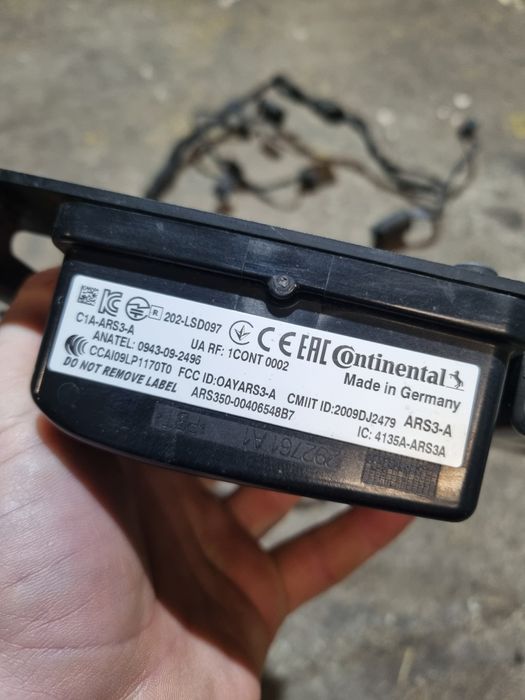 R 202-LSD097 CE EAC Continental
C1A-ARS3-A UA RF: 1CONT 0002 Made in Germany
ANATEL: 0943-09-2496
CCAI09LP1170T0 FCC ID:OAYARS3-A CMIIT ID:2009DJ2479 ARS3-A
DO NOT REMOVE LABEL ARS350-00406548B7 IC: 4135A-ARS3A
292761A1